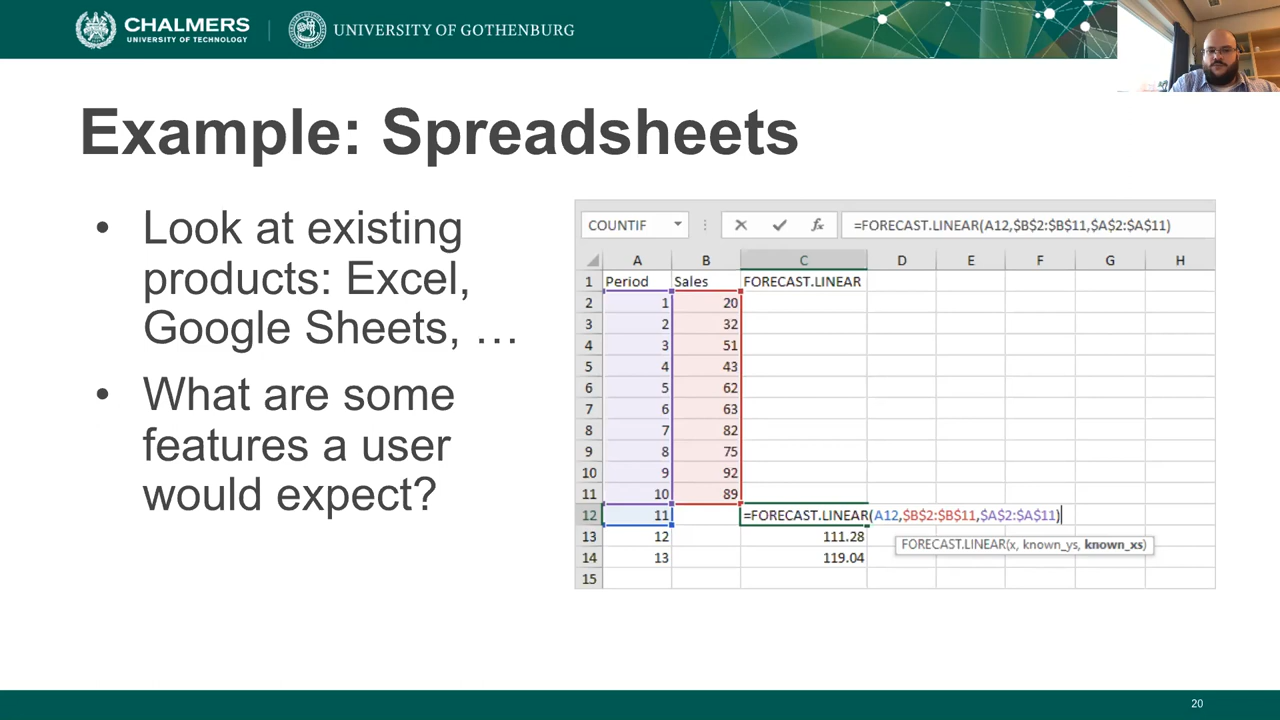 CHALMERS
UNIVERSITY OF TECHNOLOGY
UNIVERSITY OF GOTHENBURG
Example: Spreadsheets
• Look at existing
products: Excel,
Google Sheets, …
• What are some
features a user
would expect?
COUNTIF fx =FORECAST.LINEAR(A12,$B$2:$B$11,$A$2:$A$11)
A B C D E F G H
1 Period Sales FORECAST.LINEAR
2 1 20
3 2 32
4 3 51
5 4 43
6 5 62
7 6 63
8 7 82
9 8 75
10 9 92
11 10 89
12 11 =FORECAST.LINEAR(A12,$B$2:$B$11,$A$2:$A$11)
13 12 111.28 FORECAST.LINEAR(x, known_ys, known_xs)
14 13 119.04
15
20